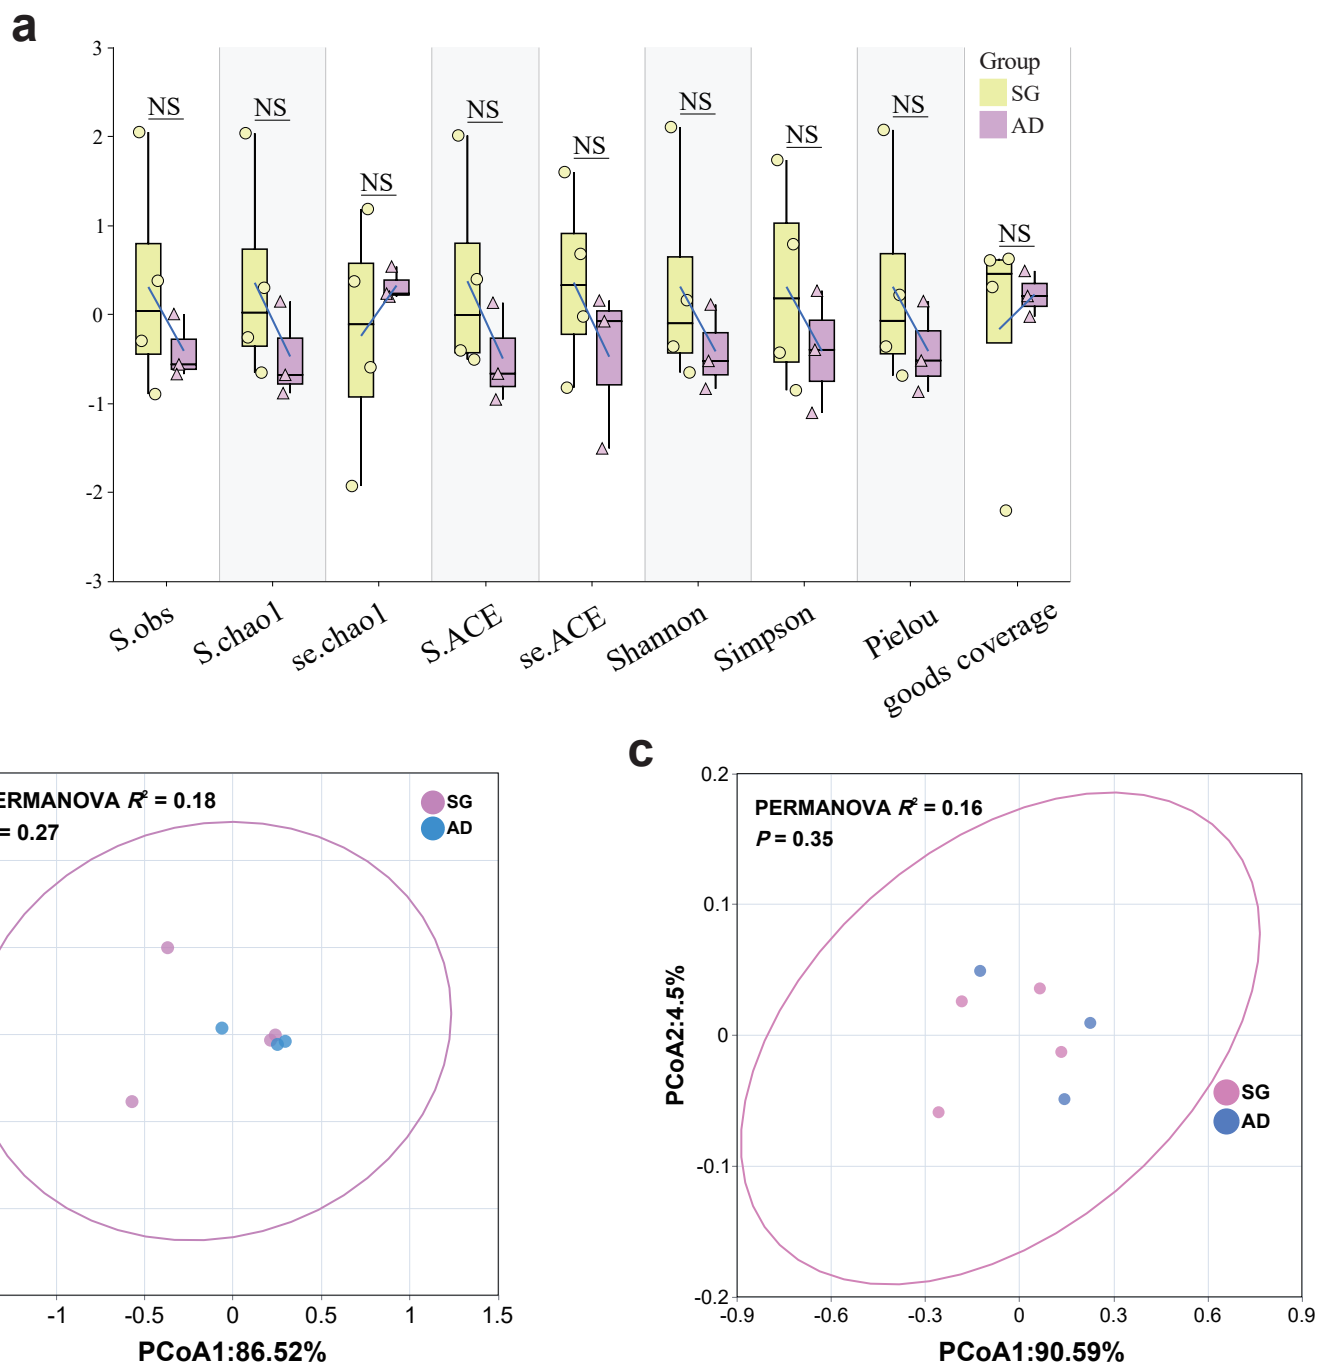 a
3
2
1
0
-1
-2
-3
NS
NS
NS
NS
NS
NS
NS
NS
NS
Group
SG
AD
S.obs
S.chao1
se.chao1
S.ACE
se.ACE
Shannon
Simpson
Pielou
goods coverage
ERMANOVA R² = 0.18
= 0.27
SG
AD
-1
-0.5
0
0.5
1
1.5
PCoA1:86.52%
c
PERMANOVA R² = 0.16
P = 0.35
0.2
0.1
0
-0.1
-0.2
PCoA2:4.5%
SG
AD
-0.9
-0.6
-0.3
0
0.3
0.6
0.9
PCoA1:90.59%